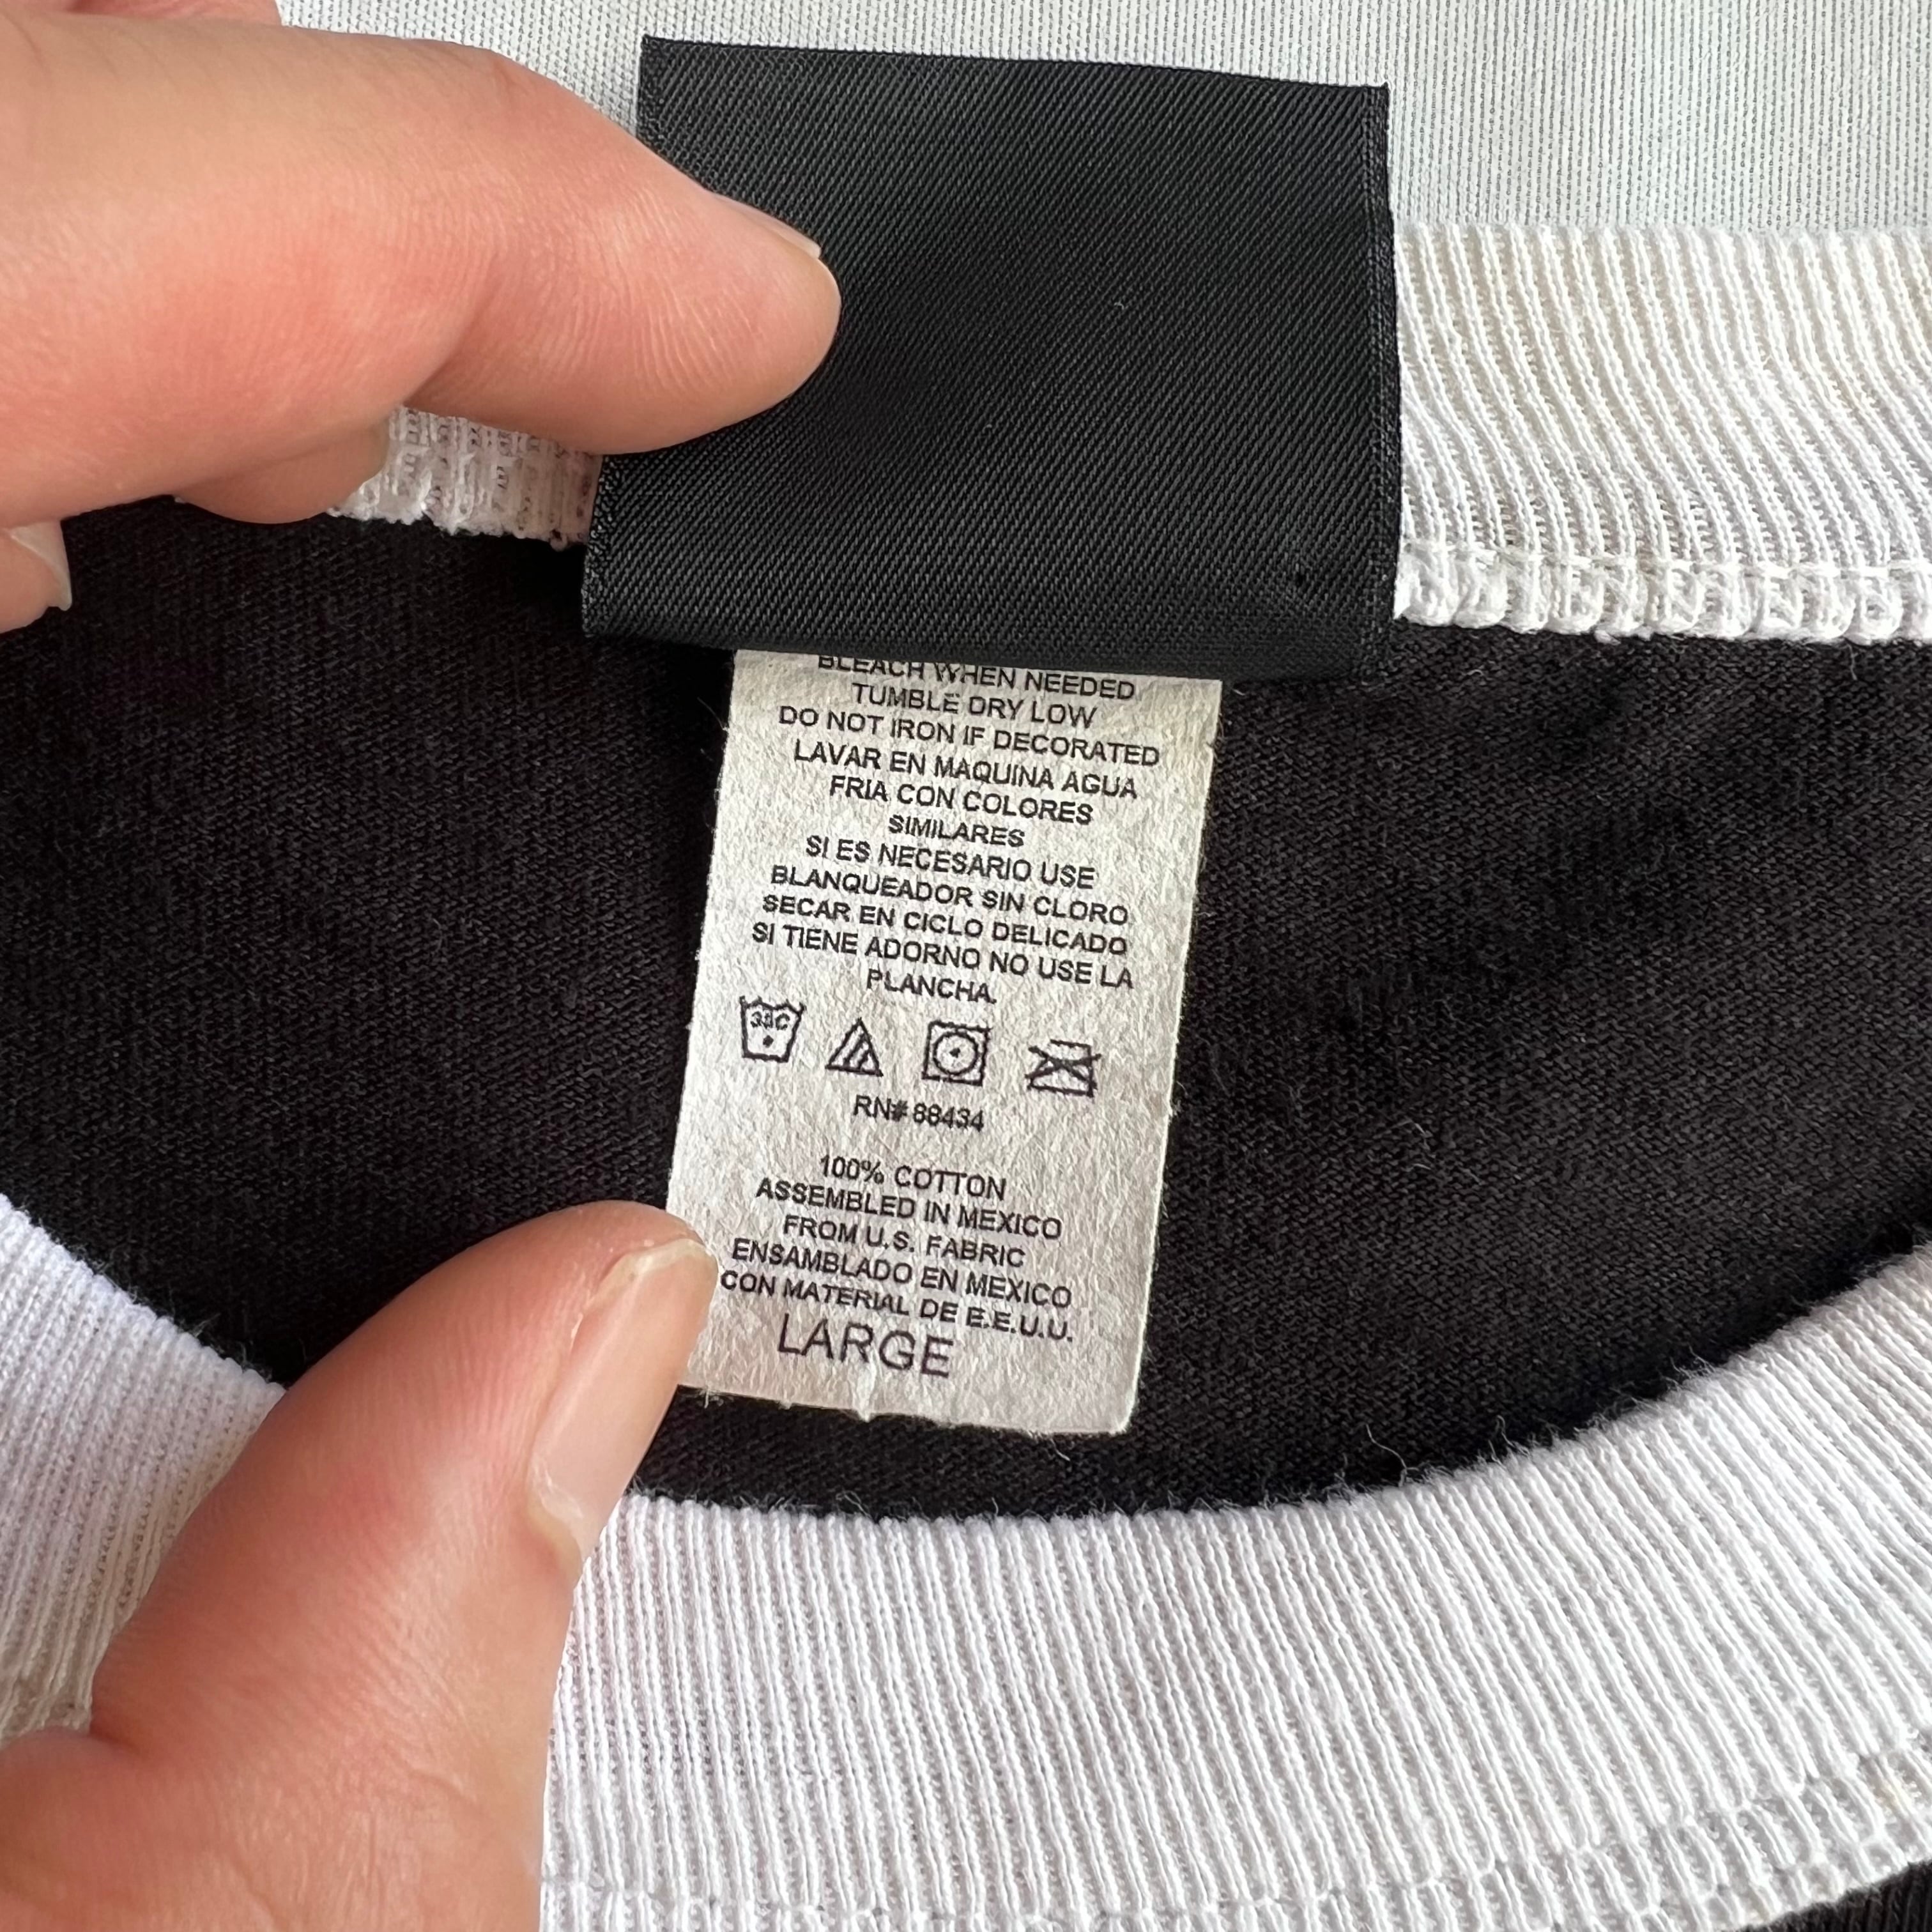 BLEACH WHEN NEEDED
TUMBLE DRY LOW
DO NOT IRON IF DECORATED
LAVAR EN MAQUINA AGUA
FRIA CON COLORES
SIMILARES
SI ES NECESARIO USE
BLANQUEADOR SIN CLORO
SECAR EN CICLO DELICADO
SI TIENE ADORNO NO USE LA
PLANCHA.
RN# 88434
100% COTTON
ASSEMBLED IN MEXICO
FROM U.S. FABRIC
ENSAMBLADO EN MEXICO
CON MATERIAL DE E.E.U.U.
LARGE